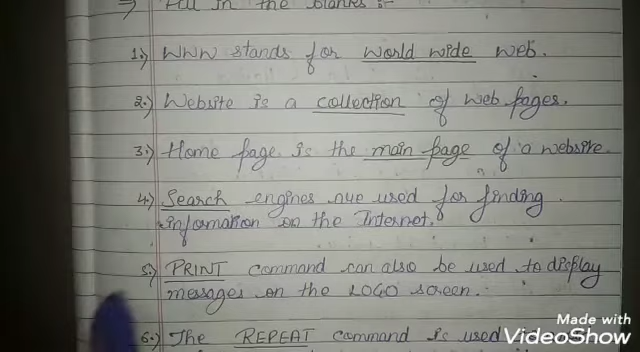 =) Fill in the blanks :-
1.) WWW stands for World wide web.
2.) Website is a collection of web pages.
3.) Home page is the main page of a website.
4.) Search engines are used for finding
information on the Internet.
5.) PRINT command can also be used to display
messages on the LOGO screen.
6.) The REPEAT command is used
Made with
VideoShow